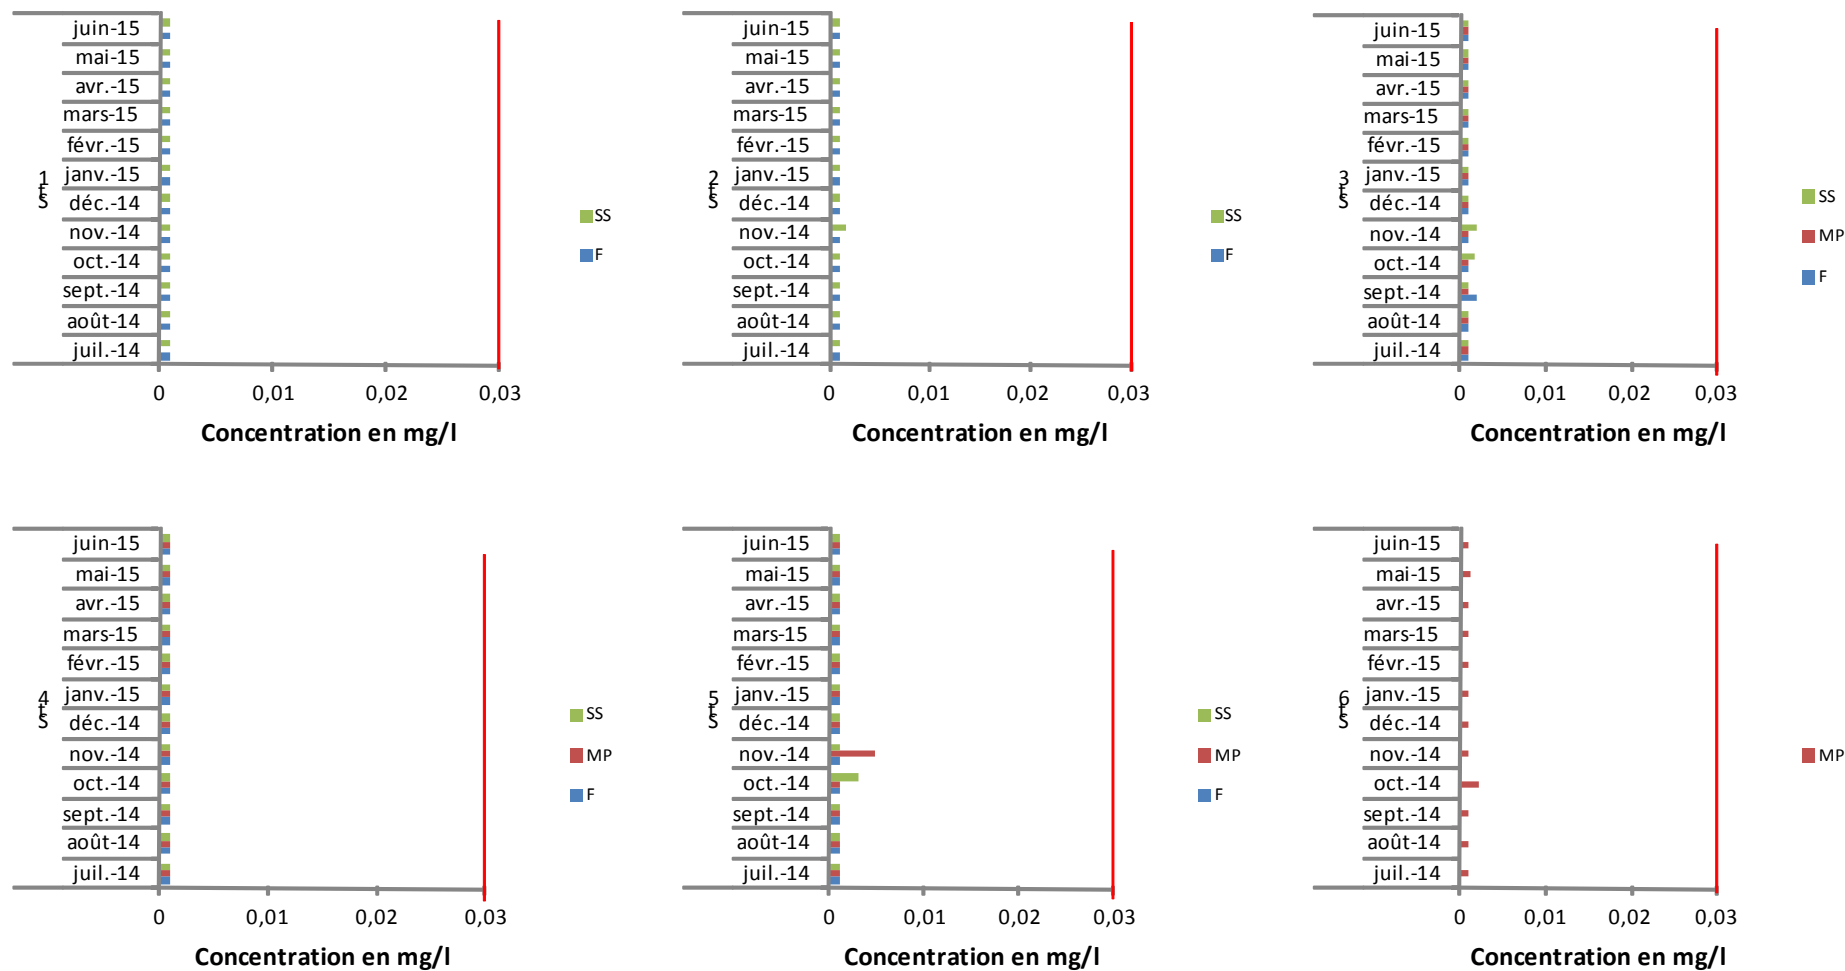 juin-15
mai-15
avr.-15
mars-15
févr.-15
janv.-15
déc.-14
nov.-14
oct.-14
sept.-14
août-14
juil.-14
St1
0
0,01
0,02
0,03
Concentration en mg/l
SS
F
juin-15
mai-15
avr.-15
mars-15
févr.-15
janv.-15
déc.-14
nov.-14
oct.-14
sept.-14
août-14
juil.-14
St2
0
0,01
0,02
0,03
Concentration en mg/l
SS
F
juin-15
mai-15
avr.-15
mars-15
févr.-15
janv.-15
déc.-14
nov.-14
oct.-14
sept.-14
août-14
juil.-14
St3
0
0,01
0,02
0,03
Concentration en mg/l
SS
MP
F
juin-15
mai-15
avr.-15
mars-15
févr.-15
janv.-15
déc.-14
nov.-14
oct.-14
sept.-14
août-14
juil.-14
St4
0
0,01
0,02
0,03
Concentration en mg/l
SS
MP
F
juin-15
mai-15
avr.-15
mars-15
févr.-15
janv.-15
déc.-14
nov.-14
oct.-14
sept.-14
août-14
juil.-14
St5
0
0,01
0,02
0,03
Concentration en mg/l
SS
MP
F
juin-15
mai-15
avr.-15
mars-15
févr.-15
janv.-15
déc.-14
nov.-14
oct.-14
sept.-14
août-14
juil.-14
St6
0
0,01
0,02
0,03
Concentration en mg/l
MP